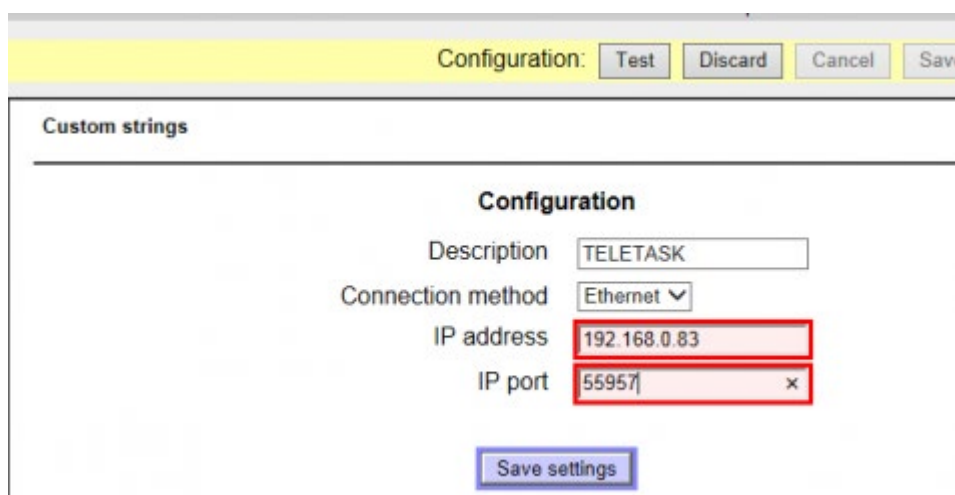 Configuration: Test Discard Cancel Save
Custom strings
Configuration
Description TELETASK
Connection method Ethernet
IP address 192.168.0.83
IP port 55957 ×
Save settings